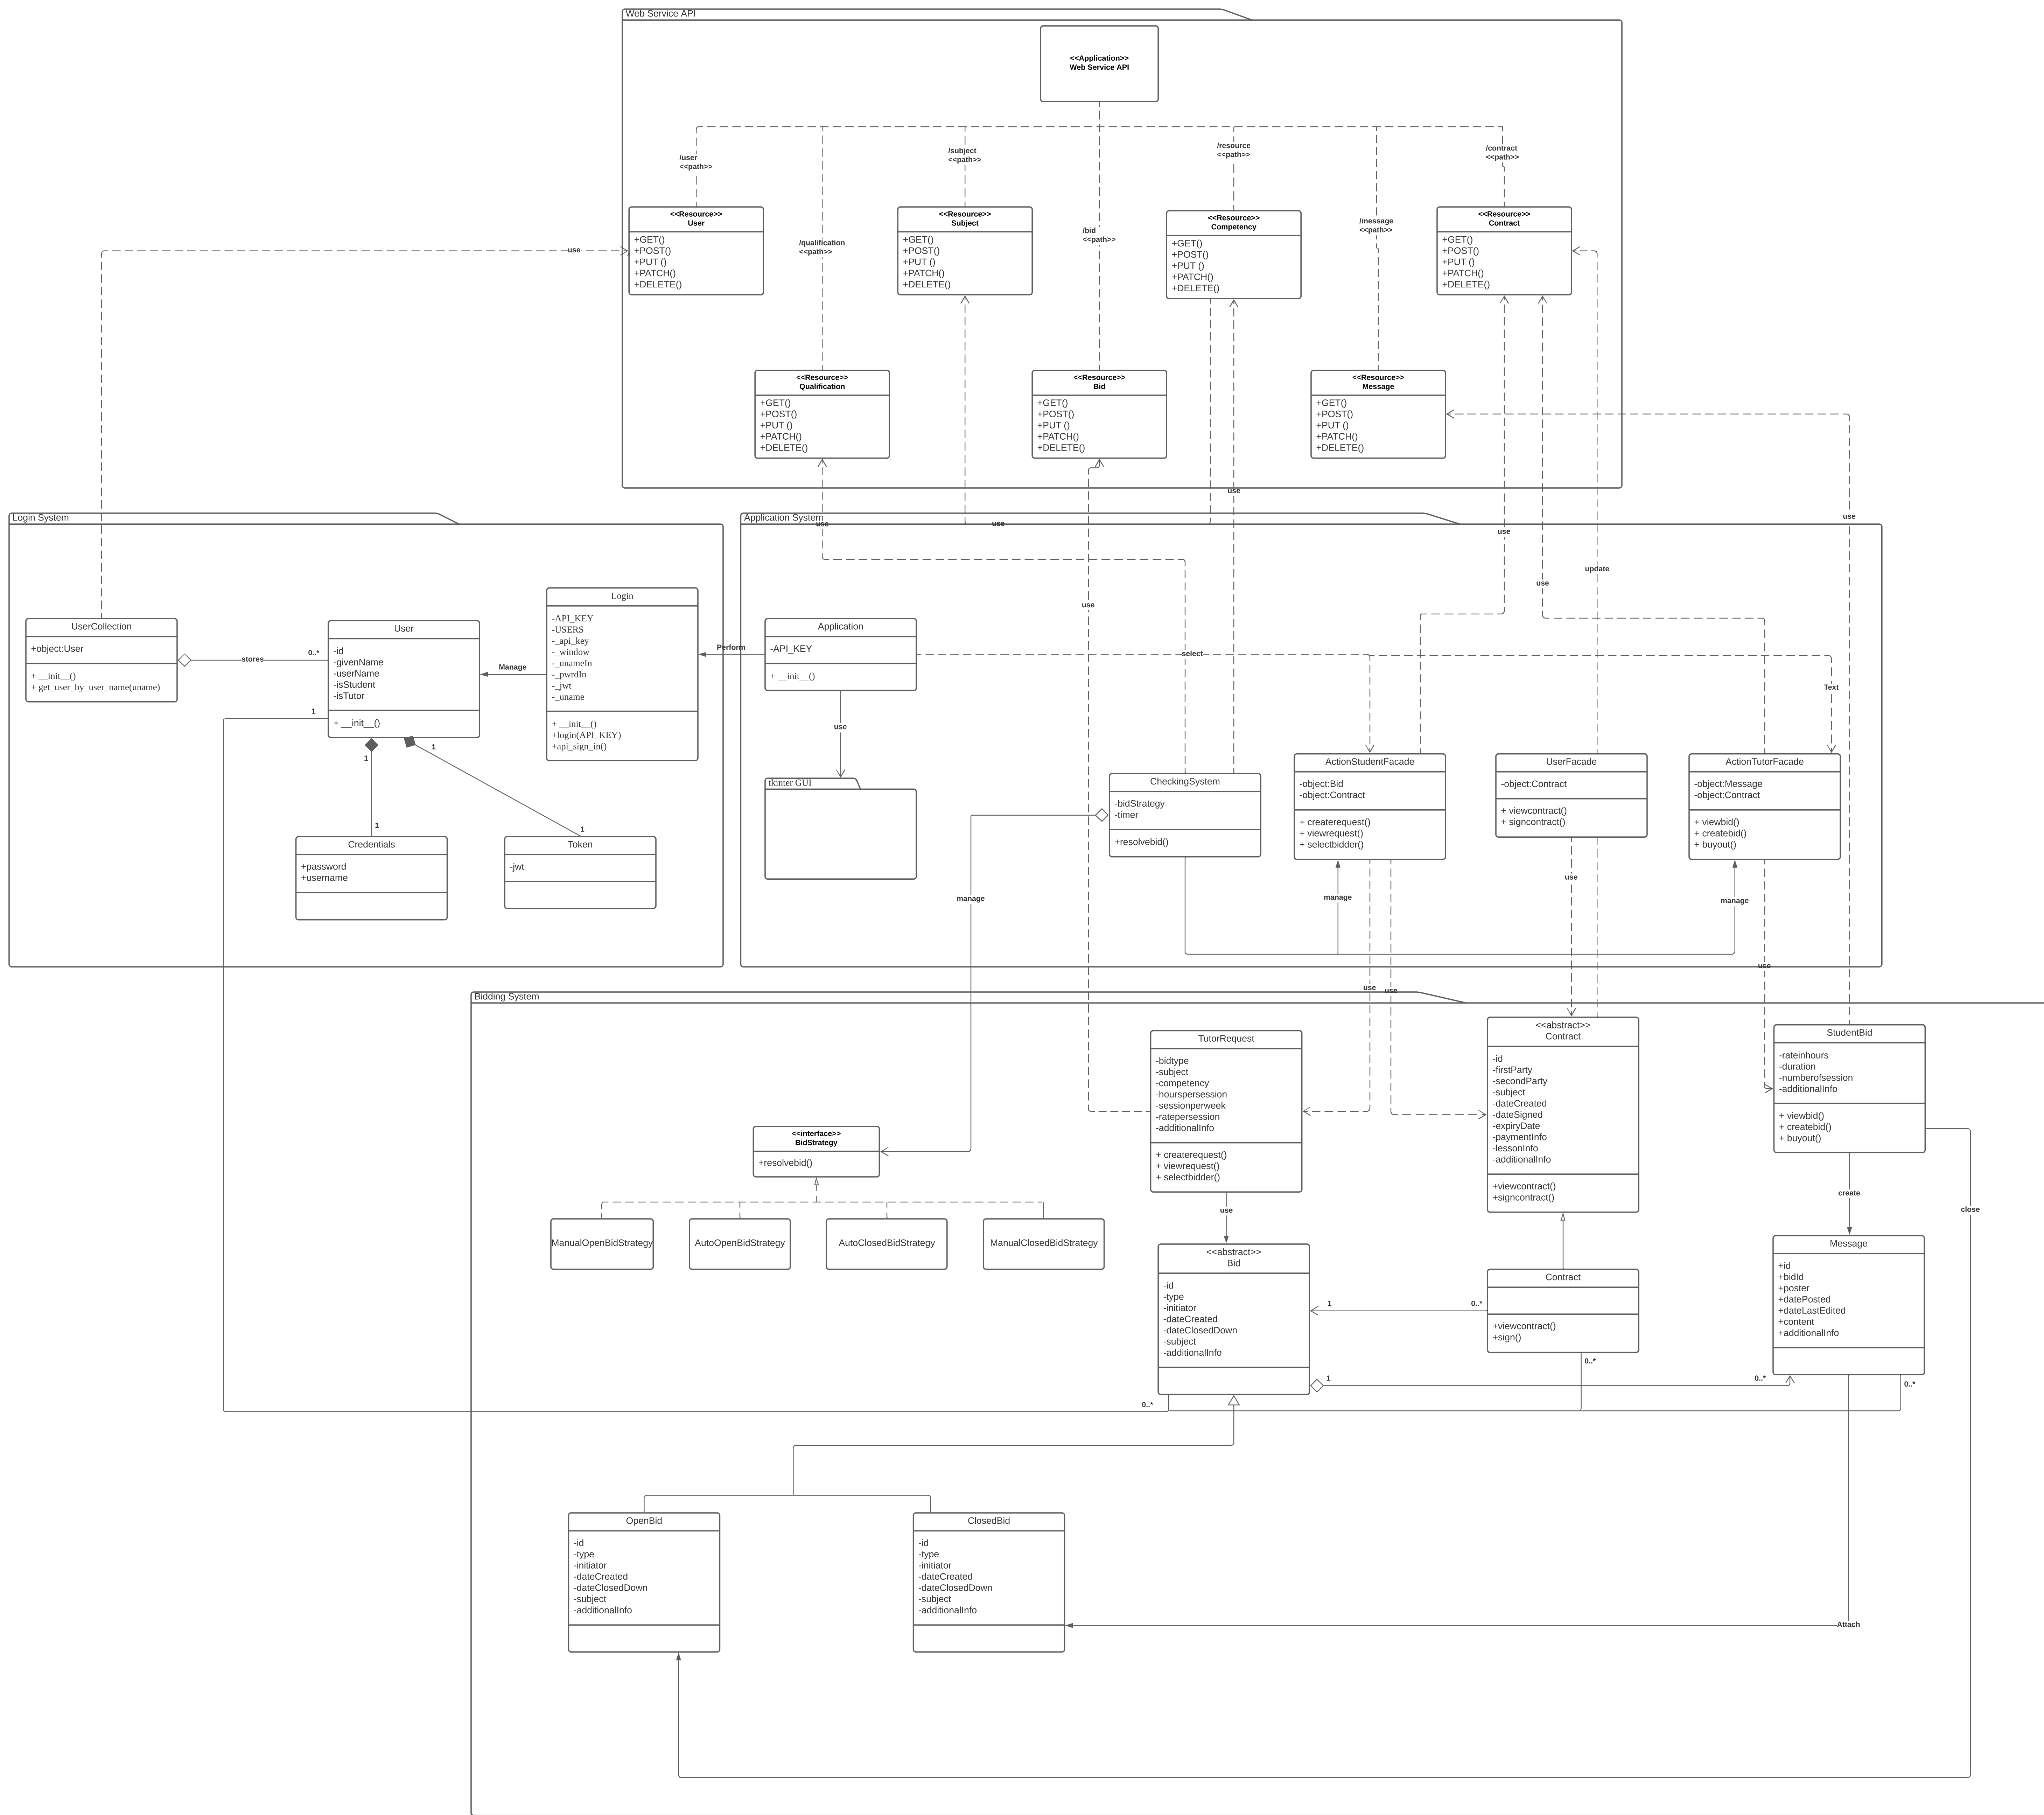 Web Service API
<<Application>>
Web Service API
/user
<<path>>
/subject
<<path>>
/resource
<<path>>
/contract
<<path>>
/qualification
<<path>>
/bid
<<path>>
/message
<<path>>
<<Resource>>
User
+GET()
+POST()
+PUT ()
+PATCH()
+DELETE()
<<Resource>>
Subject
+GET()
+POST()
+PUT ()
+PATCH()
+DELETE()
<<Resource>>
Competency
+GET()
+POST()
+PUT ()
+PATCH()
+DELETE()
<<Resource>>
Contract
+GET()
+POST()
+PUT ()
+PATCH()
+DELETE()
use
<<Resource>>
Qualification
+GET()
+POST()
+PUT ()
+PATCH()
+DELETE()
<<Resource>>
Bid
+GET()
+POST()
+PUT ()
+PATCH()
+DELETE()
<<Resource>>
Message
+GET()
+POST()
+PUT ()
+PATCH()
+DELETE()
use
use
use
use
use
use
use
update
Login System
UserCollection
+object:User
+ __init__()
+ get_user_by_user_name(uname)
stores
0..*
User
-id
-givenName
-userName
-isStudent
-isTutor
+ __init__()
1
Manage
Login
-API_KEY
-USERS
-_api_key
-_window
-_unameIn
-_pwrdIn
-_jwt
-_uname
+ __init__()
+login(API_KEY)
+api_sign_in()
1
1
1
1
Credentials
+password
+username
Token
-jwt
Application System
Perform
Application
-API_KEY
+ __init__()
select
Text
use
tkinter GUI
CheckingSystem
-bidStrategy
-timer
+resolvebid()
ActionStudentFacade
-object:Bid
-object:Contract
+ createrequest()
+ viewrequest()
+ selectbidder()
UserFacade
-object:Contract
+ viewcontract()
+ signcontract()
ActionTutorFacade
-object:Message
-object:Contract
+ viewbid()
+ createbid()
+ buyout()
manage
manage
use
manage
use
use
use
Bidding System
TutorRequest
-bidtype
-subject
-competency
-hourspersession
-sessionperweek
-ratepersession
-additionalInfo
+ createrequest()
+ viewrequest()
+ selectbidder()
<<abstract>>
Contract
-id
-firstParty
-secondParty
-subject
-dateCreated
-dateSigned
-expiryDate
-paymentInfo
-lessonInfo
-additionalInfo
+viewcontract()
+signcontract()
StudentBid
-rateinhours
-duration
-numberofsession
-additionalInfo
+ viewbid()
+ createbid()
+ buyout()
<<interface>>
BidStrategy
+resolvebid()
ManualOpenBidStrategy
AutoOpenBidStrategy
AutoClosedBidStrategy
ManualClosedBidStrategy
use
create
close
<<abstract>>
Bid
-id
-type
-initiator
-dateCreated
-dateClosedDown
-subject
-additionalInfo
1
0..*
Contract
+viewcontract()
+sign()
Message
+id
+bidId
+poster
+datePosted
+dateLastEdited
+content
+additionalInfo
0..*
1
0..*
0..*
0..*
OpenBid
-id
-type
-initiator
-dateCreated
-dateClosedDown
-subject
-additionalInfo
ClosedBid
-id
-type
-initiator
-dateCreated
-dateClosedDown
-subject
-additionalInfo
Attach